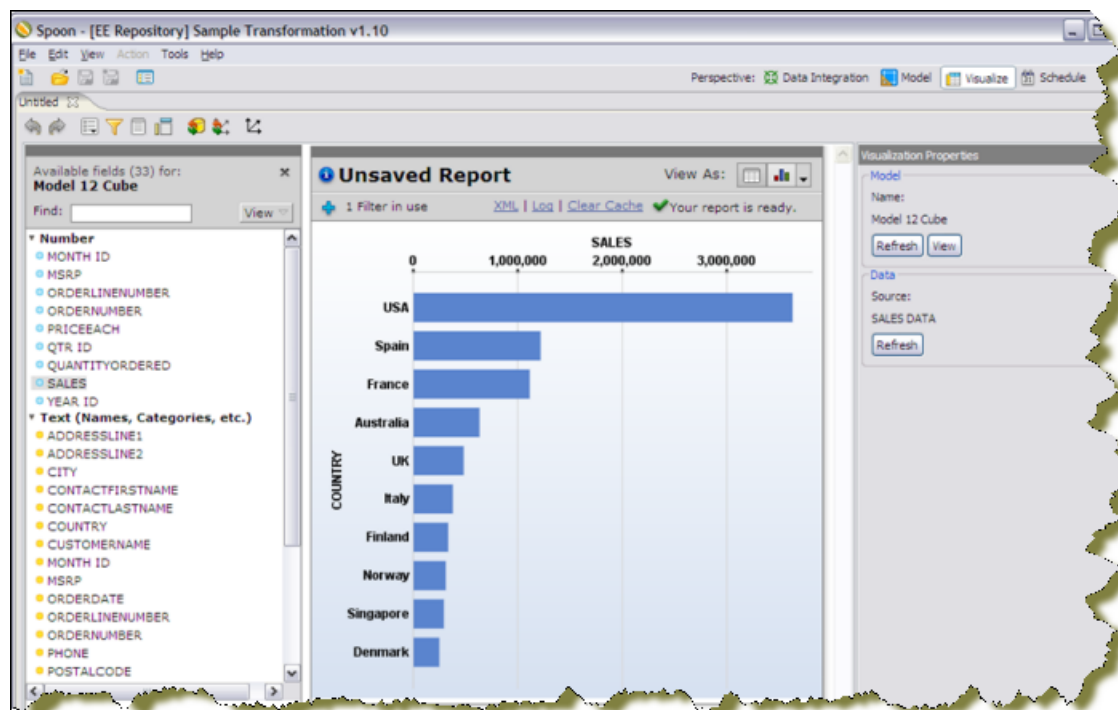 Spoon - [EE Repository] Sample Transformation v1.10
File Edit View Action Tools Help
Perspective: Data Integration Model Visualize Schedule
Untitled
Available fields (33) for:
Model 12 Cube
Find: View
Number
MONTH ID
MSRP
ORDERLINENUMBER
ORDERNUMBER
PRICEEACH
QTR ID
QUANTITYORDERED
SALES
YEAR ID
Text (Names, Categories, etc.)
ADDRESSLINE1
ADDRESSLINE2
CITY
CONTACTFIRSTNAME
CONTACTLASTNAME
COUNTRY
CUSTOMERNAME
MONTH ID
MSRP
ORDERDATE
ORDERLINENUMBER
ORDERNUMBER
PHONE
POSTALCODE
Unsaved Report View As:
1 Filter in use XML | Log | Clear Cache Your report is ready.
SALES
0 1,000,000 2,000,000 3,000,000
COUNTRY
USA
Spain
France
Australia
UK
Italy
Finland
Norway
Singapore
Denmark
Visualization Properties
Model
Name:
Model 12 Cube
Refresh View
Data
Source:
SALES DATA
Refresh